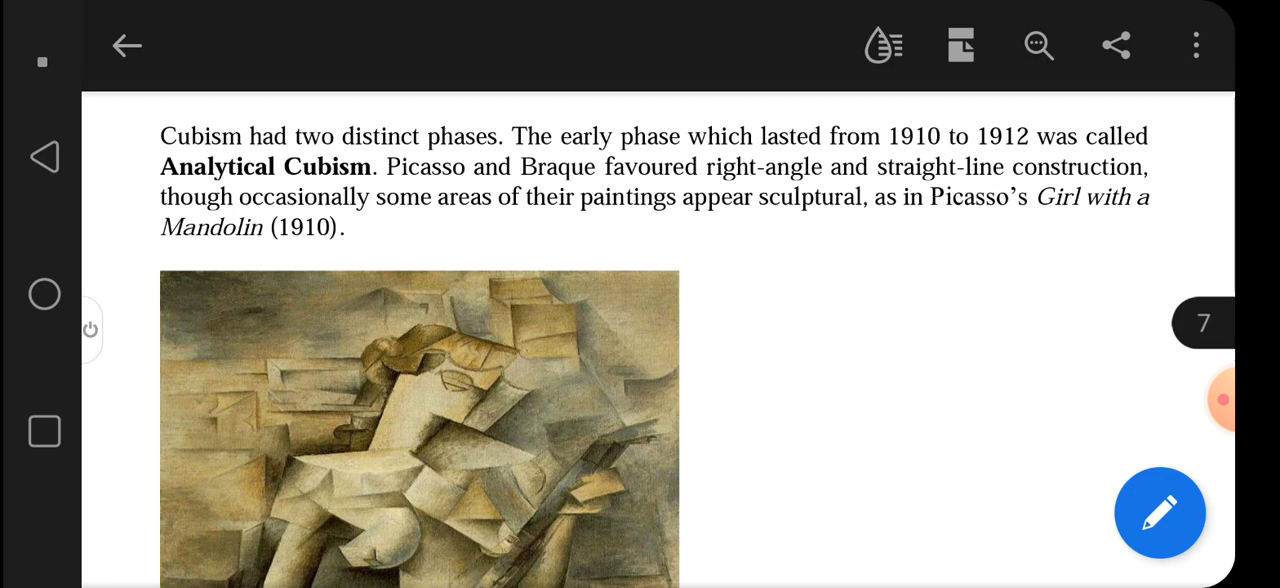 Cubism had two distinct phases. The early phase which lasted from 1910 to 1912 was called
Analytical Cubism. Picasso and Braque favoured right-angle and straight-line construction,
though occasionally some areas of their paintings appear sculptural, as in Picasso’s Girl with a
Mandolin (1910).
7